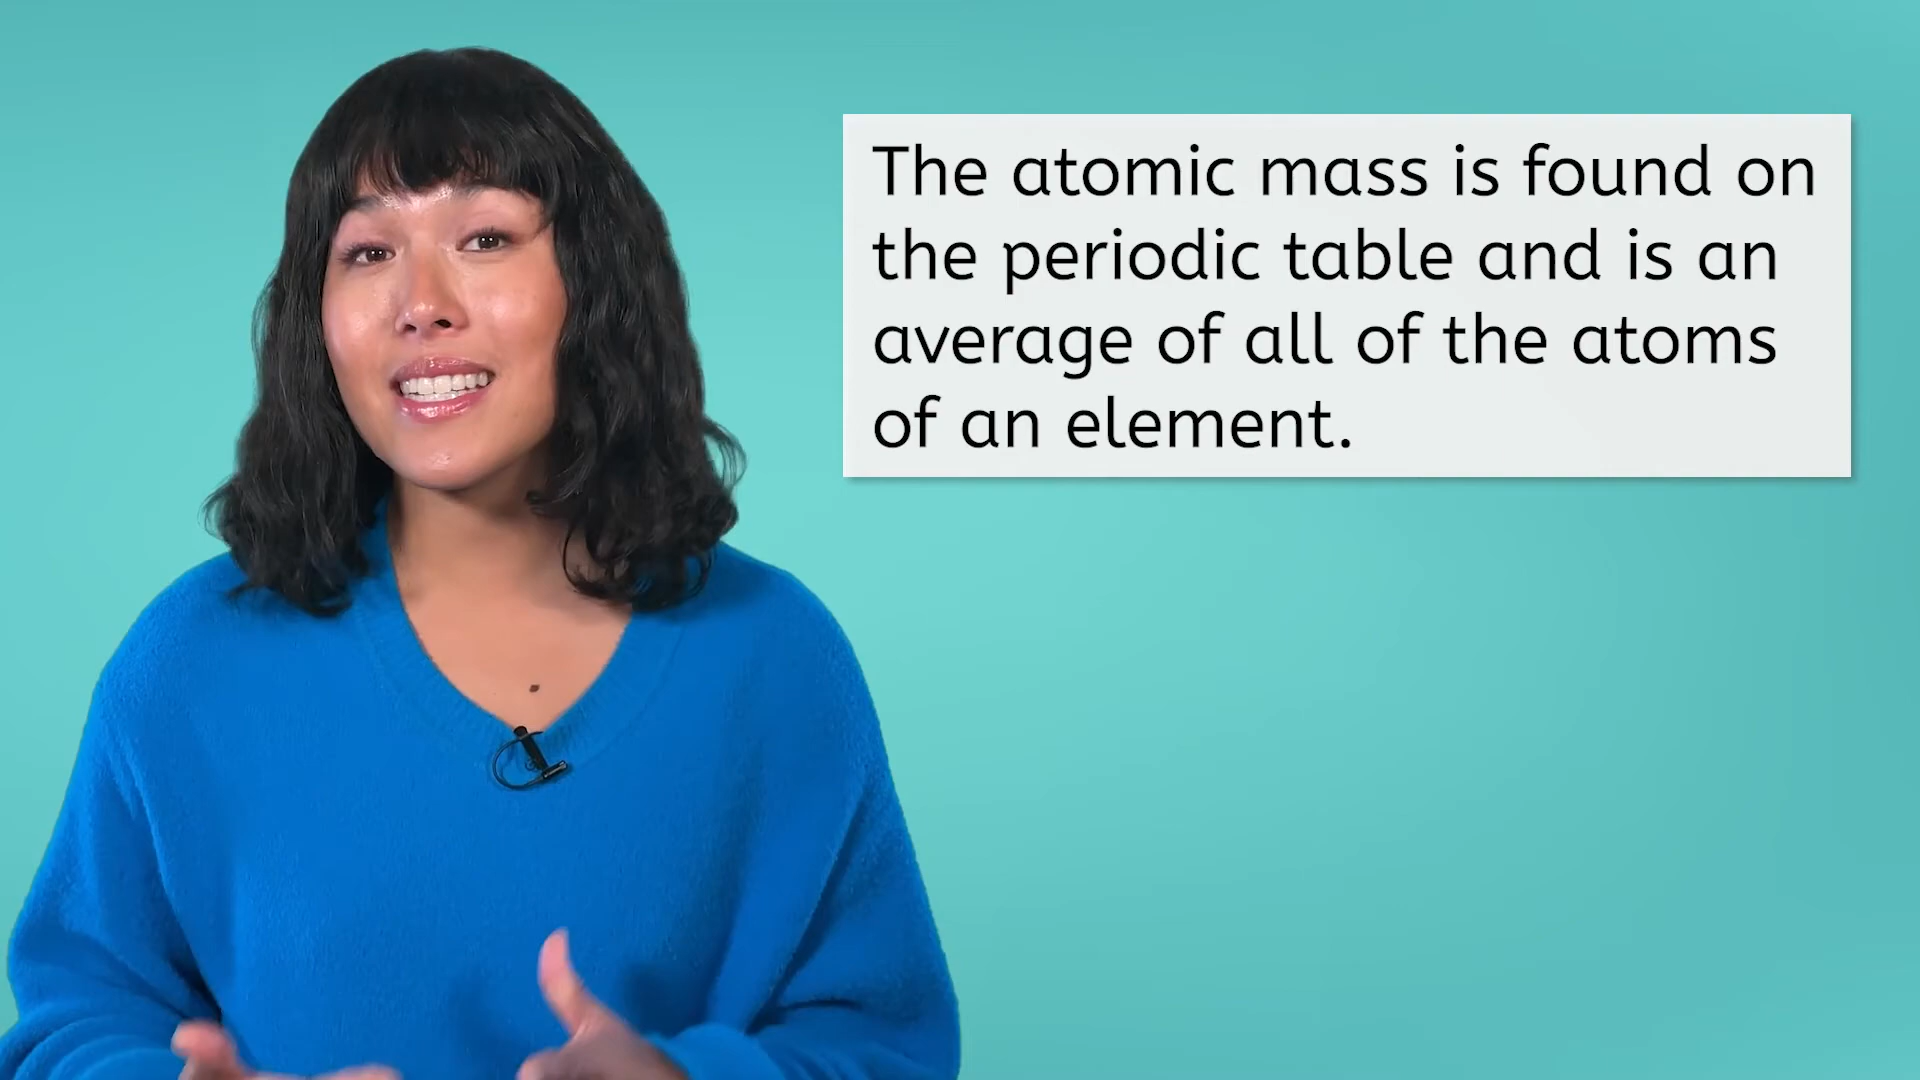 The atomic mass is found on
the periodic table and is an
average of all of the atoms
of an element.